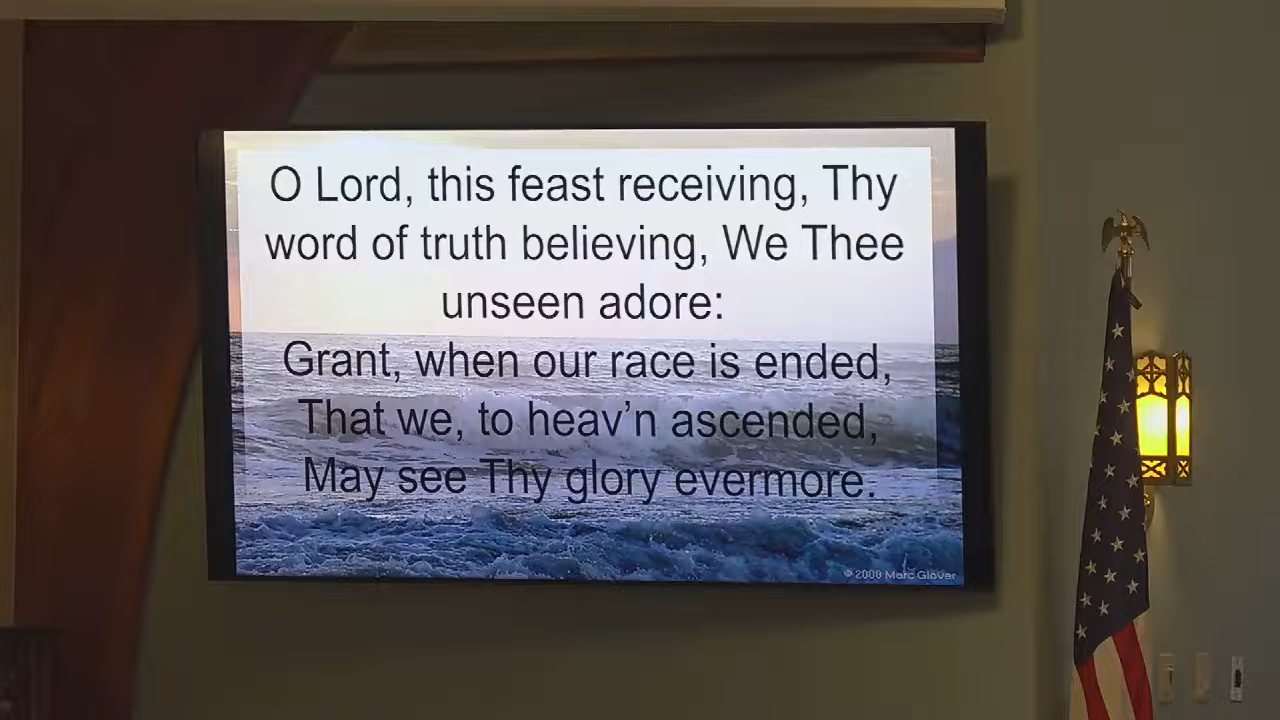 O Lord, this feast receiving, Thy
word of truth believing, We Thee
unseen adore:
Grant, when our race is ended,
That we, to heav’n ascended,
May see Thy glory evermore.
© 2000 Marc Glover